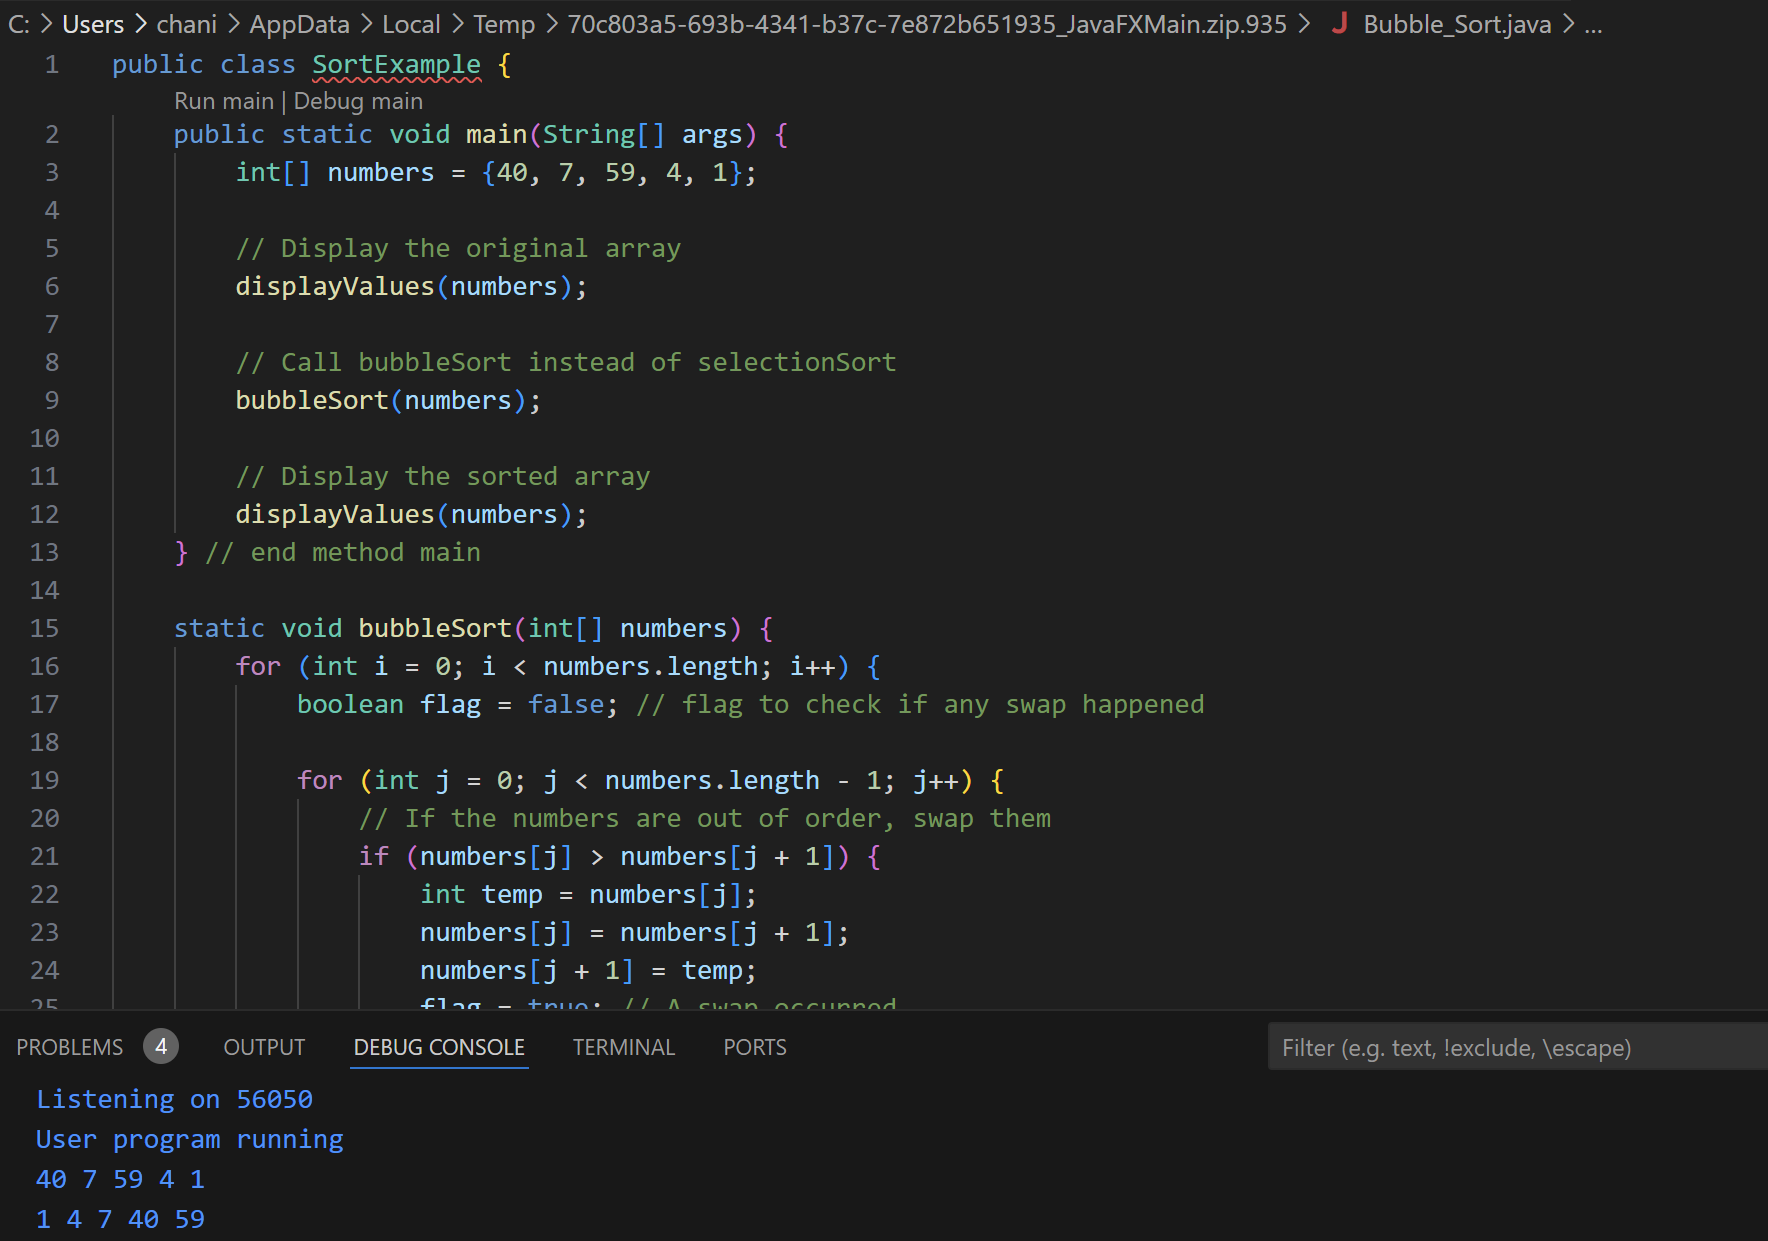 C: > Users > chani > AppData > Local > Temp > 70c803a5-693b-4341-b37c-7e872b651935_JavaFXMain.zip.935 > J Bubble_Sort.java > ...
1 public class SortExample {
Run main | Debug main
2 public static void main(String[] args) {
3 int[] numbers = {40, 7, 59, 4, 1};
4
5 // Display the original array
6 displayValues(numbers);
7
8 // Call bubbleSort instead of selectionSort
9 bubbleSort(numbers);
10
11 // Display the sorted array
12 displayValues(numbers);
13 } // end method main
14
15 static void bubbleSort(int[] numbers) {
16 for (int i = 0; i < numbers.length; i++) {
17 boolean flag = false; // flag to check if any swap happened
18
19 for (int j = 0; j < numbers.length - 1; j++) {
20 // If the numbers are out of order, swap them
21 if (numbers[j] > numbers[j + 1]) {
22 int temp = numbers[j];
23 numbers[j] = numbers[j + 1];
24 numbers[j + 1] = temp;
25 flag = true; // A swap occurred
PROBLEMS 4 OUTPUT DEBUG CONSOLE TERMINAL PORTS Filter (e.g. text, !exclude, \escape)
Listening on 56050
User program running
40 7 59 4 1
1 4 7 40 59